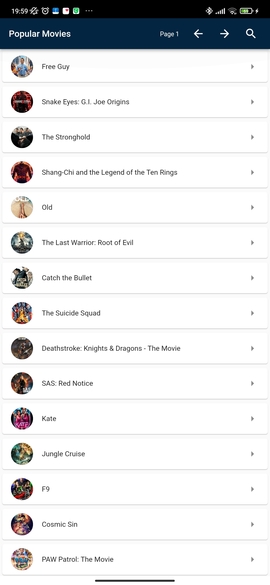 19:59
Popular Movies
Page 1
Free Guy
Snake Eyes: G.I. Joe Origins
The Stronghold
Shang-Chi and the Legend of the Ten Rings
Old
The Last Warrior: Root of Evil
Catch the Bullet
The Suicide Squad
Deathstroke: Knights & Dragons - The Movie
SAS: Red Notice
Kate
Jungle Cruise
F9
Cosmic Sin
PAW Patrol: The Movie